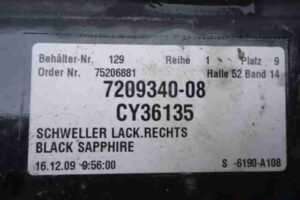 Behälter-Nr. 129 Reihe 1 Platz 9
Order Nr. 75206881 Halle 52 Band 14
7209340-08
CY36135
SCHWELLER LACK.RECHTS
BLACK SAPPHIRE
16.12.09 9:56:00 S -6190-A108